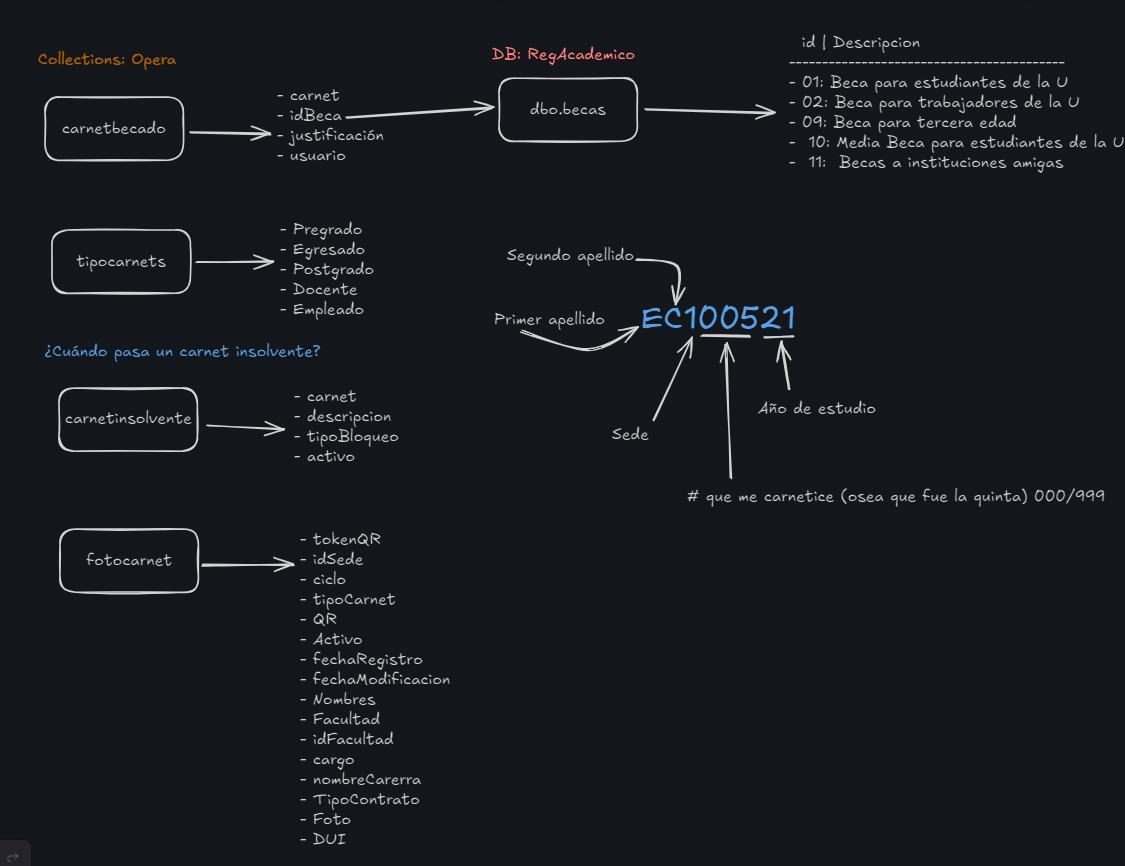 Collections: Opera
carnetbecado
- carnet
- idBeca
- justificación
- usuario
DB: RegAcademico
dbo.becas
id | Descripcion
------------------------------------------
- 01: Beca para estudiantes de la U
- 02: Beca para trabajadores de la U
- 09: Beca para tercera edad
- 10: Media Beca para estudiantes de la U
- 11: Becas a instituciones amigas
tipocarnets
- Pregrado
- Egresado
- Postgrado
- Docente
- Empleado
Segundo apellido
Primer apellido
EC100521
Sede
Año de estudio
# que me carnetice (osea que fue la quinta) 000/999
¿Cuándo pasa un carnet insolvente?
carnetinsolvente
- carnet
- descripcion
- tipoBloqueo
- activo
fotocarnet
- tokenQR
- idSede
- ciclo
- tipoCarnet
- QR
- Activo
- fechaRegistro
- fechaModificacion
- Nombres
- Facultad
- idFacultad
- cargo
- nombreCarerra
- TipoContrato
- Foto
- DUI